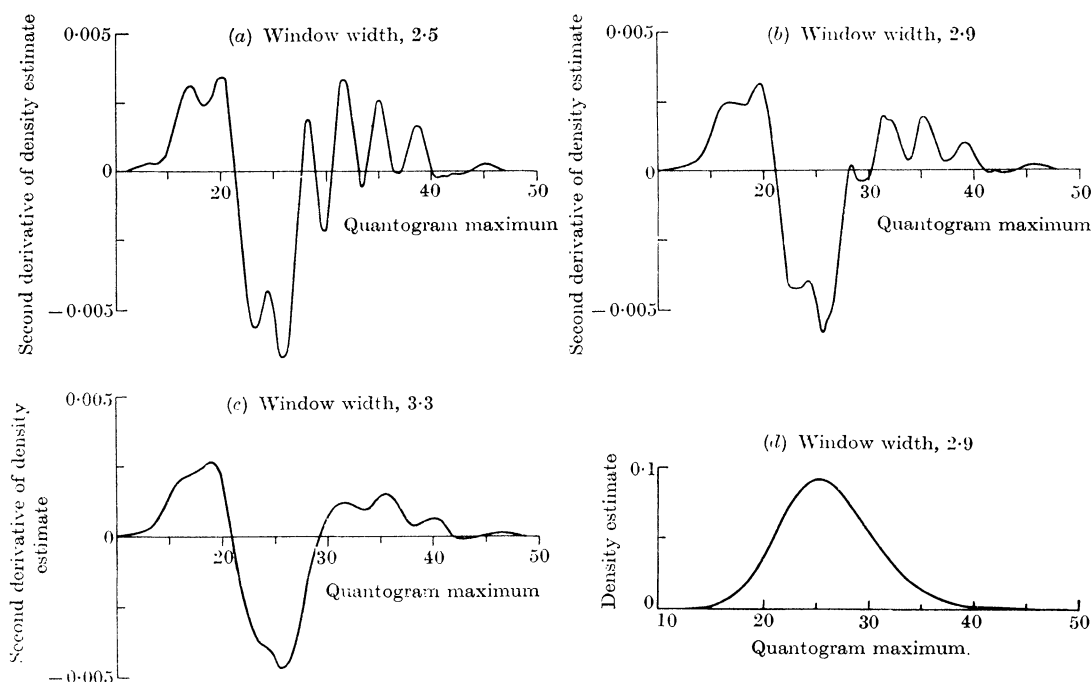 (a) Window width, 2·5
Second derivative of density estimate
0·005
0
−0·005
20
40
50
Quantogram maximum
(b) Window width, 2·9
Second derivative of density estimate
0·005
0
−0·005
20
30
40
50
Quantogram maximum
(c) Window width, 3·3
Second derivative of density
estimate
0·005
0
−0·005
20
30
40
50
Quantogram maximum
(d) Window width, 2·9
Density estimate
0·1
0
10
20
30
40
50
Quantogram maximum.